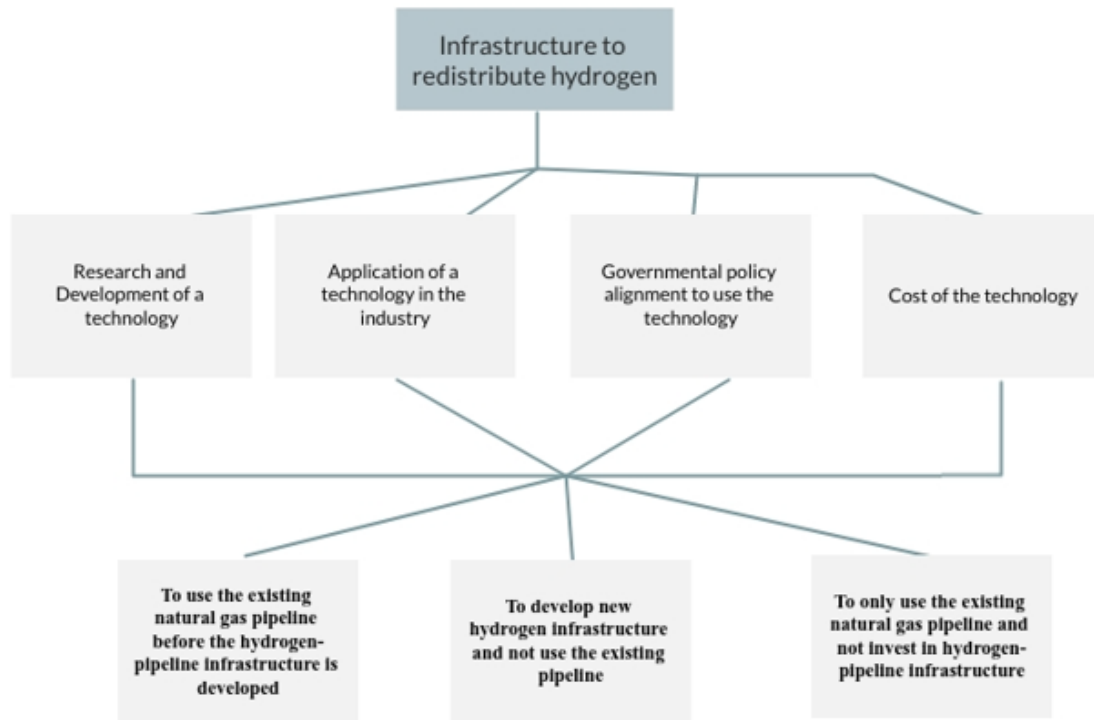 Infrastructure to
redistribute hydrogen
Research and
Development of a
technology
Application of a
technology in the
industry
Governmental policy
alignment to use the
technology
Cost of the technology
To use the existing
natural gas pipeline
before the hydrogen-
pipeline infrastructure is
developed
To develop new
hydrogen infrastructure
and not use the existing
pipeline
To only use the existing
natural gas pipeline and
not invest in hydrogen-
pipeline infrastructure